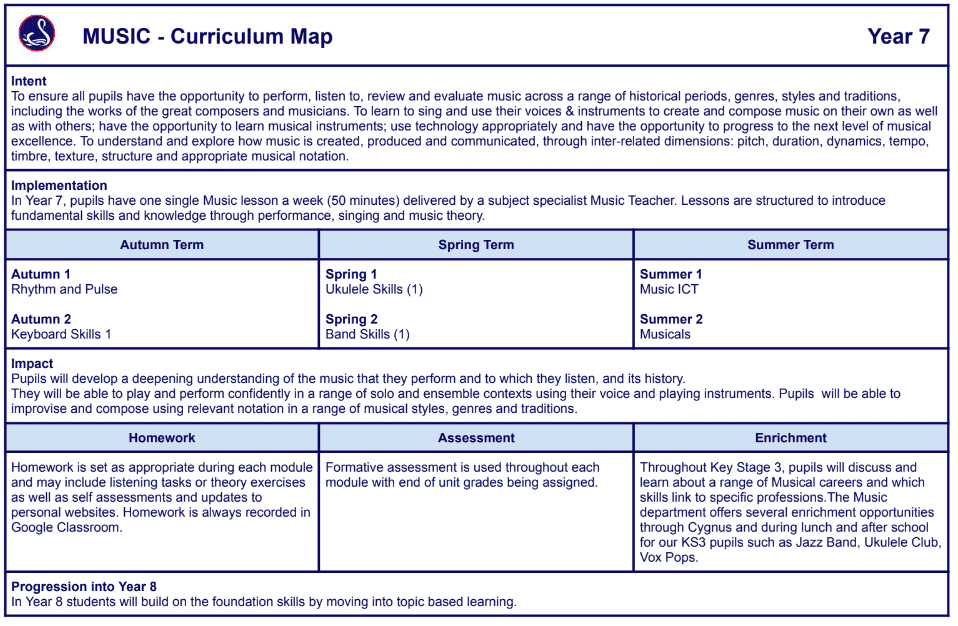 MUSIC - Curriculum Map
Year 7
Intent
To ensure all pupils have the opportunity to perform, listen to, review and evaluate music across a range of historical periods, genres, styles and traditions,
including the works of the great composers and musicians. To learn to sing and use their voices & instruments to create and compose music on their own as well
as with others; have the opportunity to learn musical instruments; use technology appropriately and have the opportunity to progress to the next level of musical
excellence. To understand and explore how music is created, produced and communicated, through inter-related dimensions: pitch, duration, dynamics, tempo,
timbre, texture, structure and appropriate musical notation.
Implementation
In Year 7, pupils have one single Music lesson a week (50 minutes) delivered by a subject specialist Music Teacher. Lessons are structured to introduce
fundamental skills and knowledge through performance, singing and music theory.
Autumn Term
Spring Term
Summer Term
Autumn 1
Rhythm and Pulse
Autumn 2
Keyboard Skills 1
Spring 1
Ukulele Skills (1)
Spring 2
Band Skills (1)
Summer 1
Music ICT
Summer 2
Musicals
Impact
Pupils will develop a deepening understanding of the music that they perform and to which they listen, and its history.
They will be able to play and perform confidently in a range of solo and ensemble contexts using their voice and playing instruments. Pupils  will be able to
improvise and compose using relevant notation in a range of musical styles, genres and traditions.
Homework
Assessment
Enrichment
Homework is set as appropriate during each module
and may include listening tasks or theory exercises
as well as self assessments and updates to
personal websites. Homework is always recorded in
Google Classroom.
Formative assessment is used throughout each
module with end of unit grades being assigned.
Throughout Key Stage 3, pupils will discuss and
learn about a range of Musical careers and which
skills link to specific professions.The Music
department offers several enrichment opportunities
through Cygnus and during lunch and after school
for our KS3 pupils such as Jazz Band, Ukulele Club,
Vox Pops.
Progression into Year 8
In Year 8 students will build on the foundation skills by moving into topic based learning.